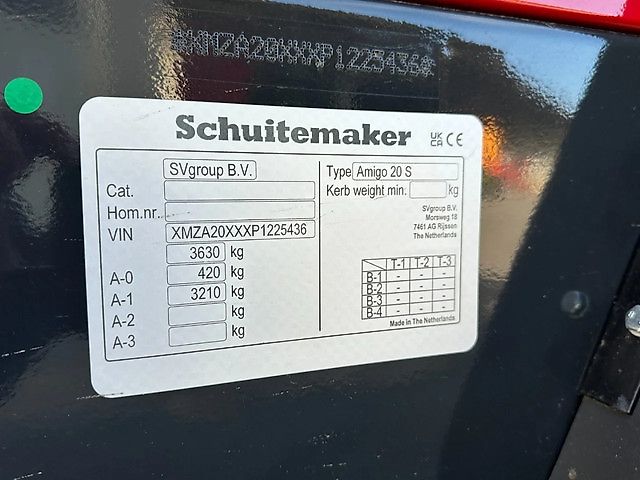 *XMZA20XXXP1225436*
Schuitemaker UK CA CE
SVgroup B.V.
Cat.
Hom.nr.
VIN XMZA20XXXP1225436
3630 kg
A-0 420 kg
A-1 3210 kg
A-2 kg
A-3 kg
Type Amigo 20 S
Kerb weight min. kg
SVgroup B.V.
Morsweg 18
7461 AG Rijssen
The Netherlands
T-1 T-2 T-3
B-1 - - -
B-2 - - -
B-3 - - -
B-4 - - -
Made in The Netherlands